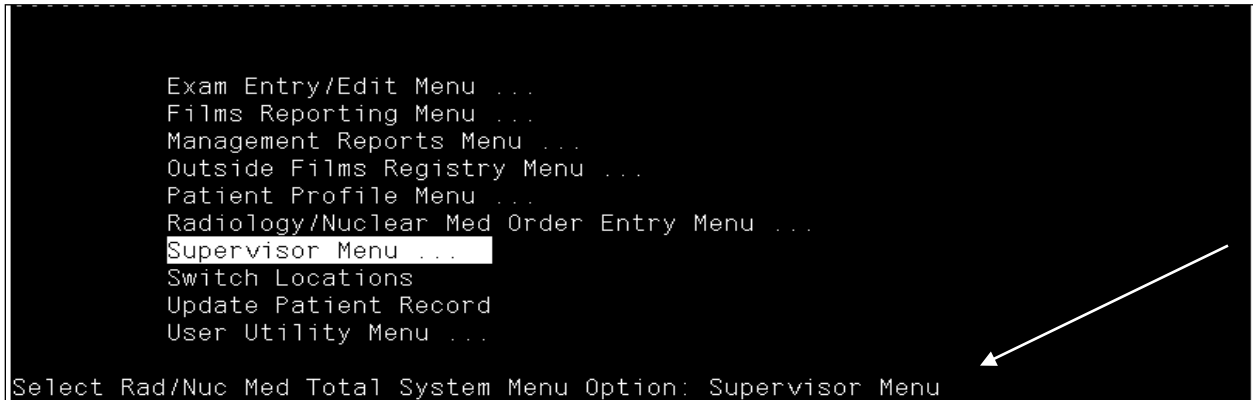 Exam Entry/Edit Menu ...
Films Reporting Menu ...
Management Reports Menu ...
Outside Films Registry Menu ...
Patient Profile Menu ...
Radiology/Nuclear Med Order Entry Menu ...
Supervisor Menu ...
Switch Locations
Update Patient Record
User Utility Menu ...
Select Rad/Nuc Med Total System Menu Option: Supervisor Menu